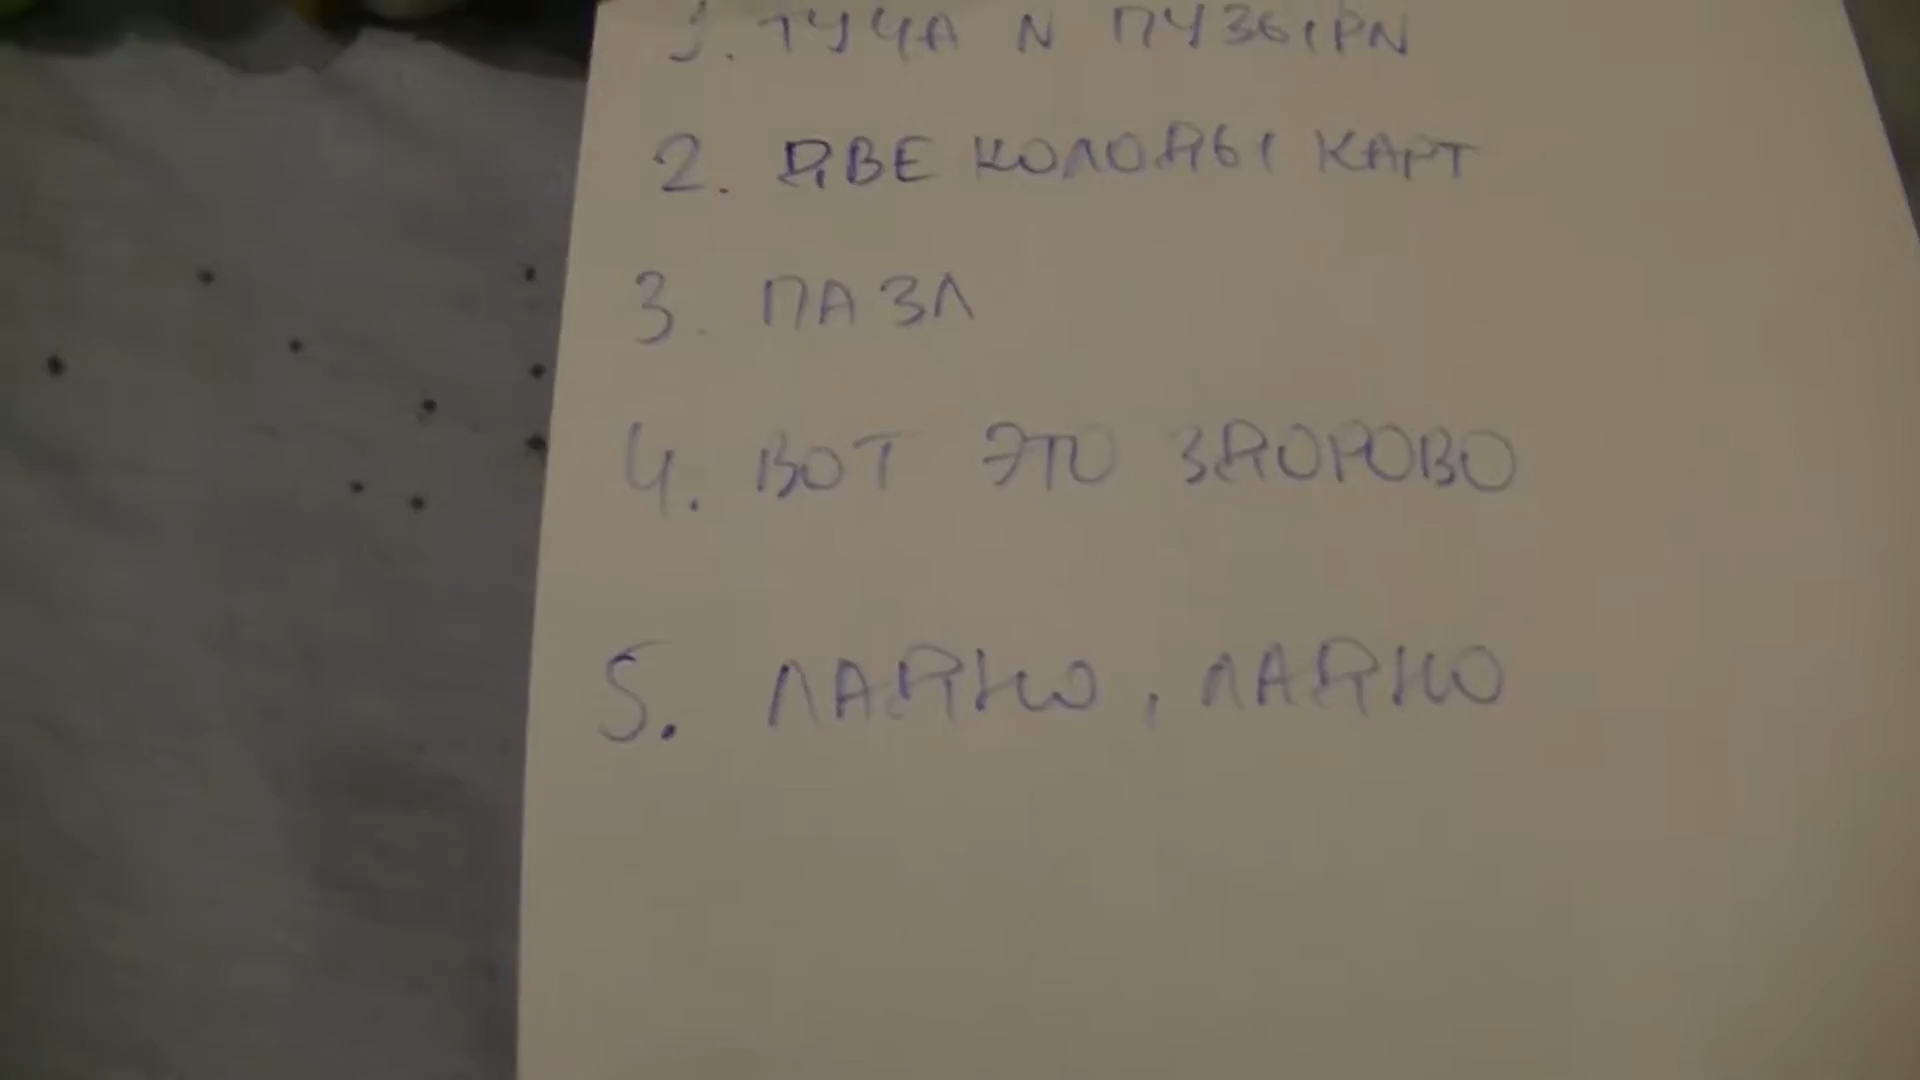 1. ТУЧА И ПУЗЫРИ
2. ДВЕ КОЛОДЫ КАРТ
3. ПАЗЛ
4. ВОТ ЭТО ЗДОРОВО
5. ЛАДНО, ЛАДНО